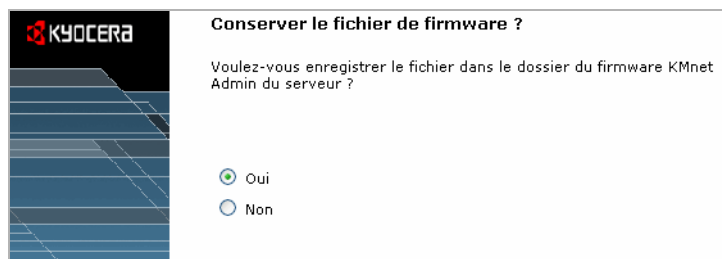 KYOCERA
Conserver le fichier de firmware ?
Voulez-vous enregistrer le fichier dans le dossier du firmware KMnet
Admin du serveur ?
Oui
Non